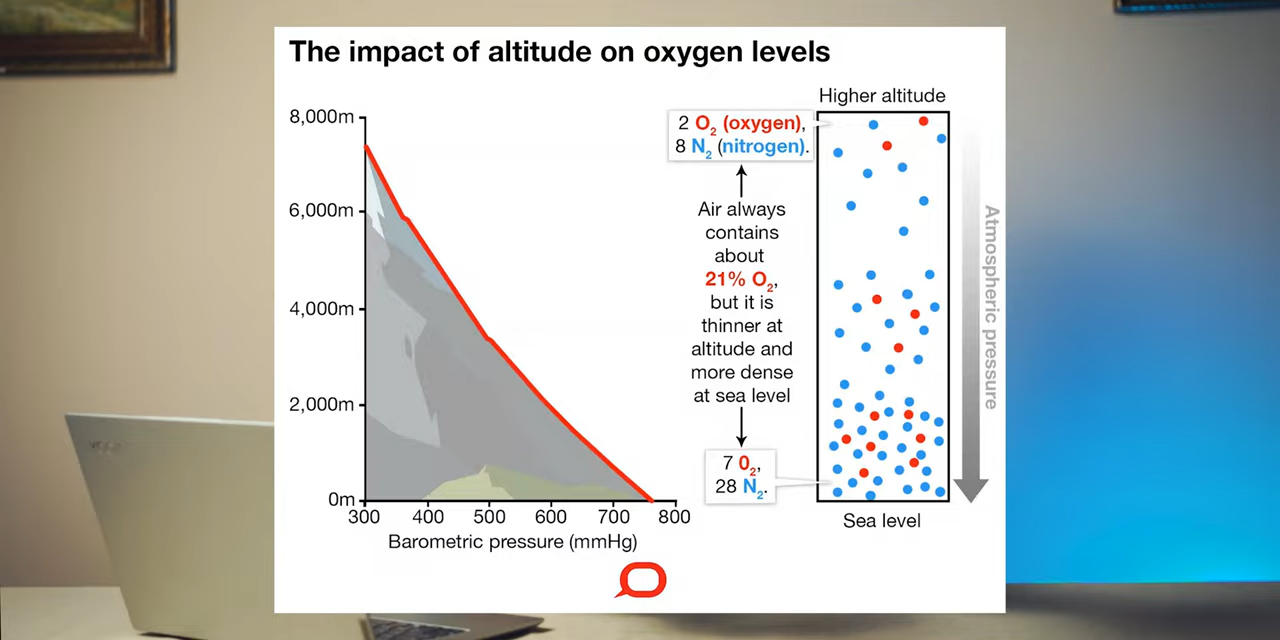 The impact of altitude on oxygen levels
8,000m
6,000m
4,000m
2,000m
0m
300 400 500 600 700 800
Barometric pressure (mmHg)
2 O₂ (oxygen),
8 N₂ (nitrogen).
Air always
contains
about
21% O₂,
but it is
thinner at
altitude and
more dense
at sea level
7 0₂,
28 N₂.
Higher altitude
Atmospheric pressure
Sea level